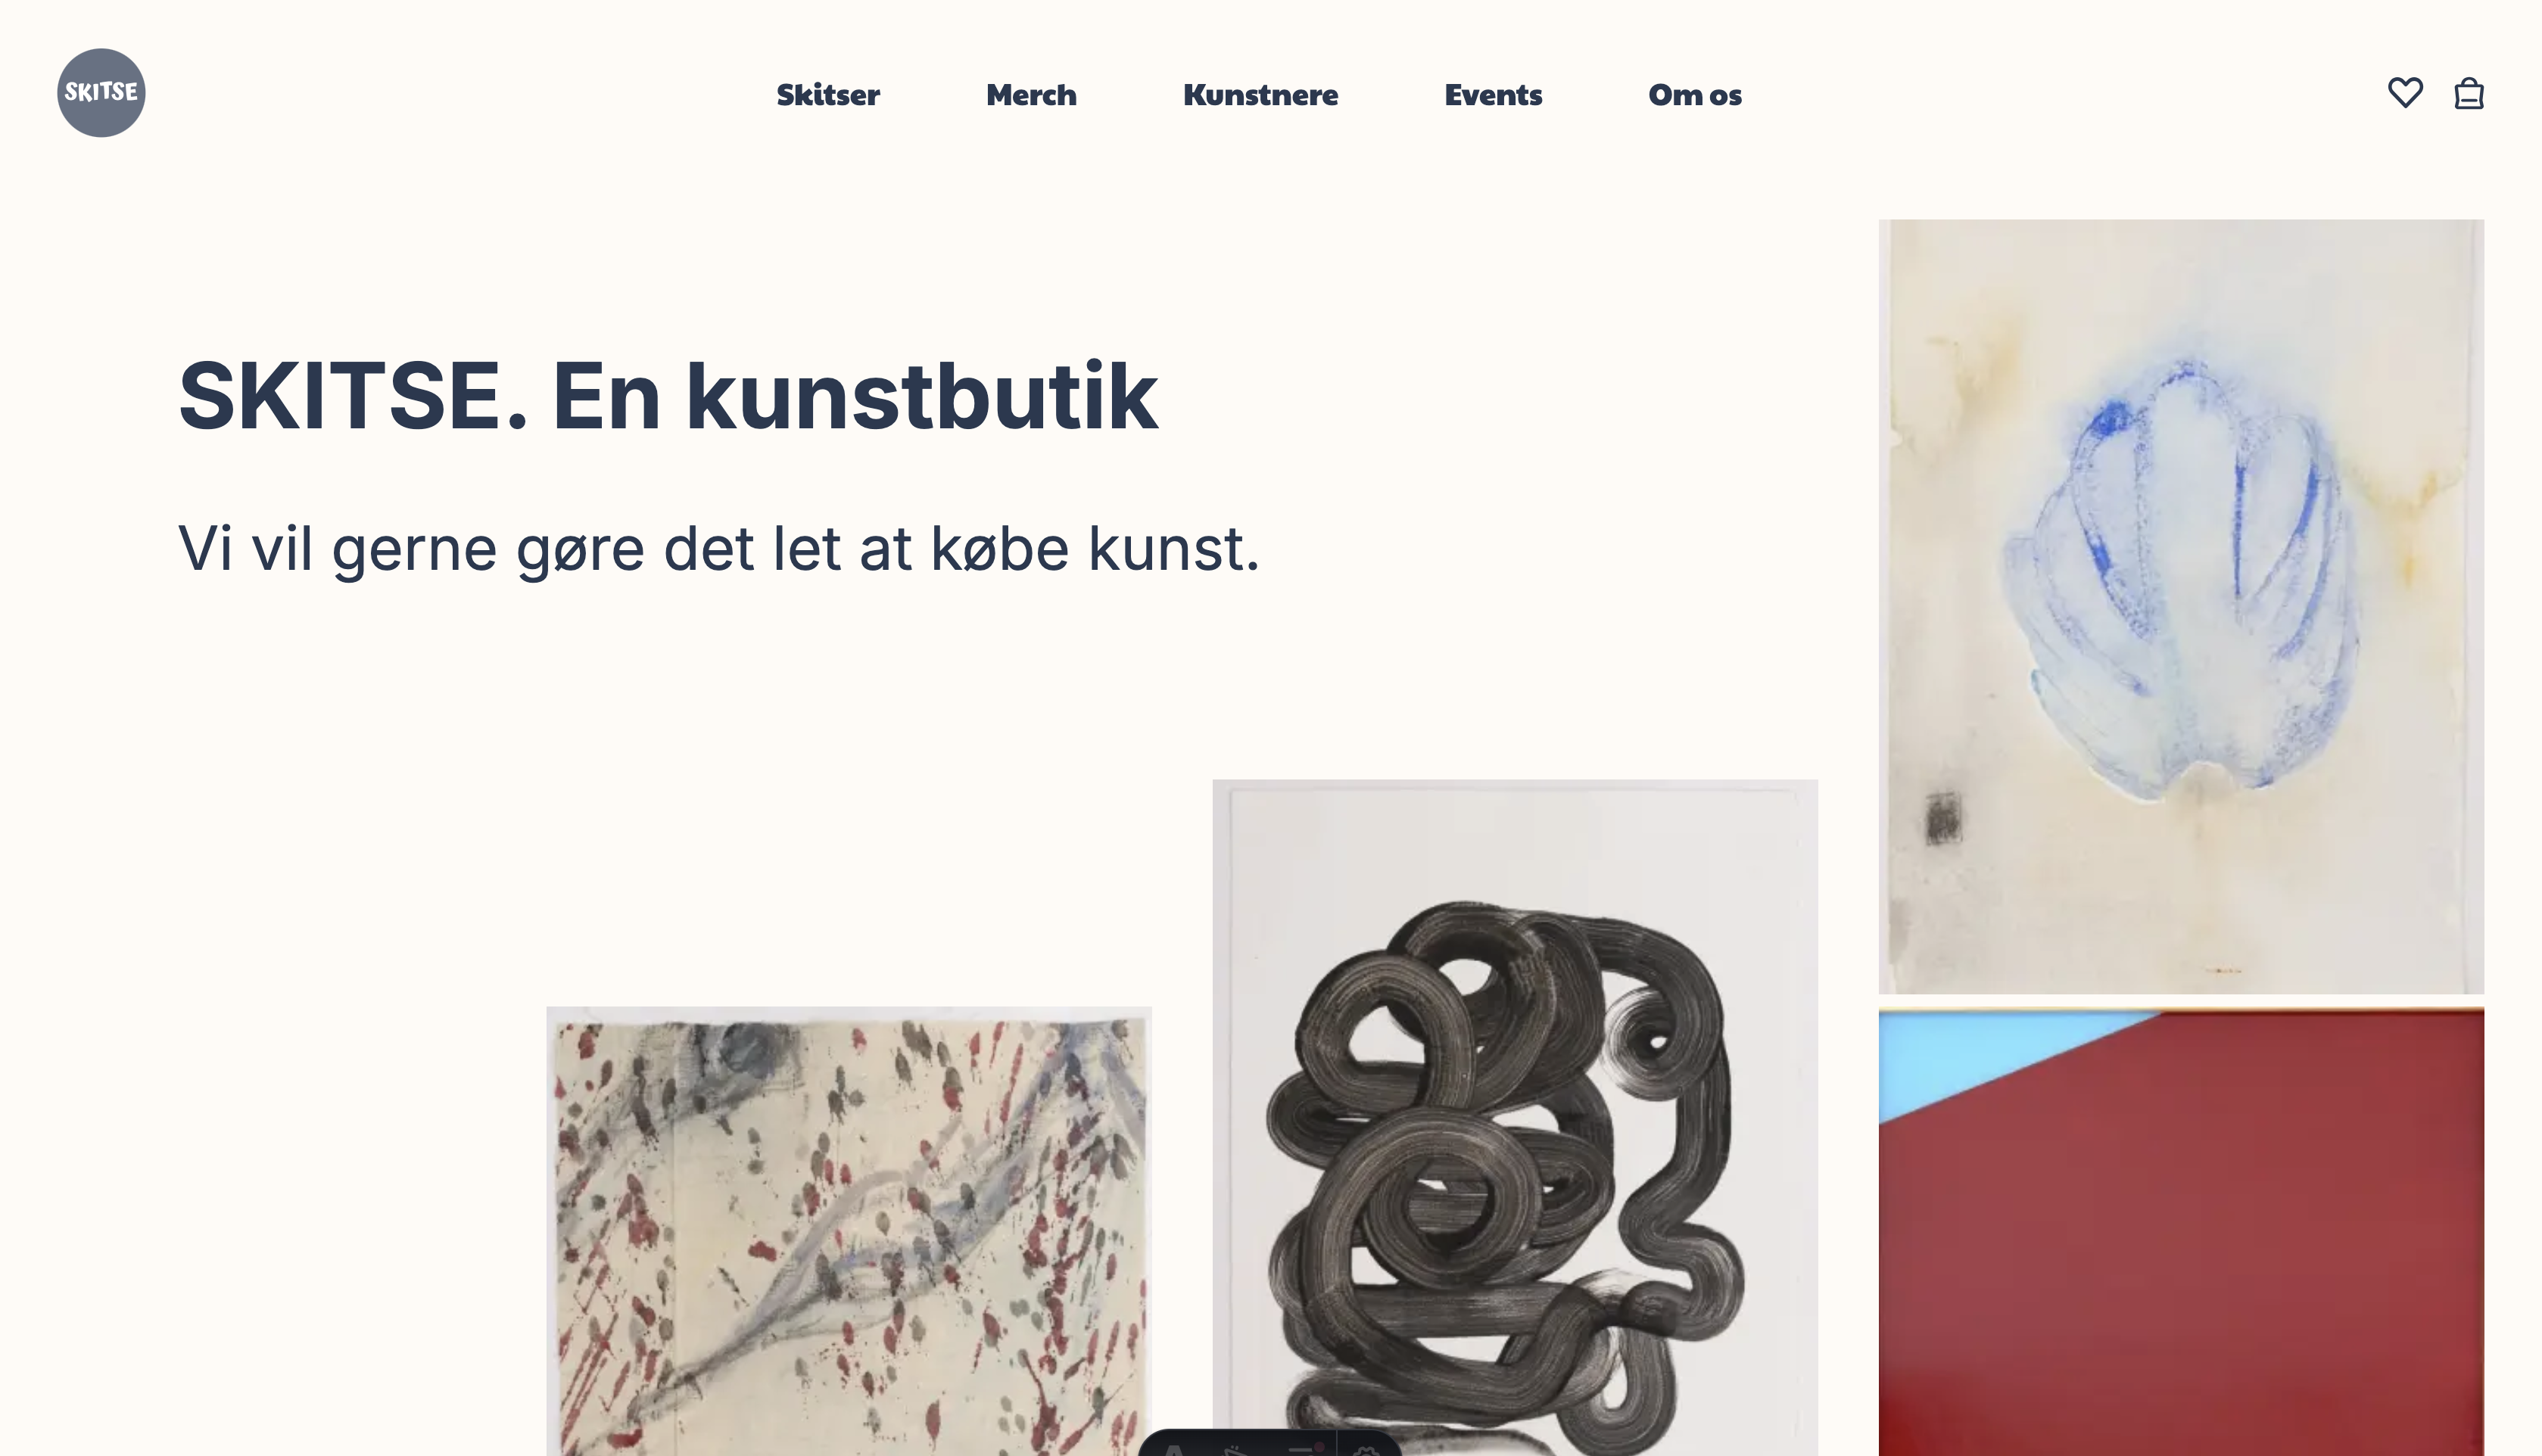 SKITSE
Skitser Merch Kunstnere Events Om os
SKITSE. En kunstbutik
Vi vil gerne gøre det let at købe kunst.